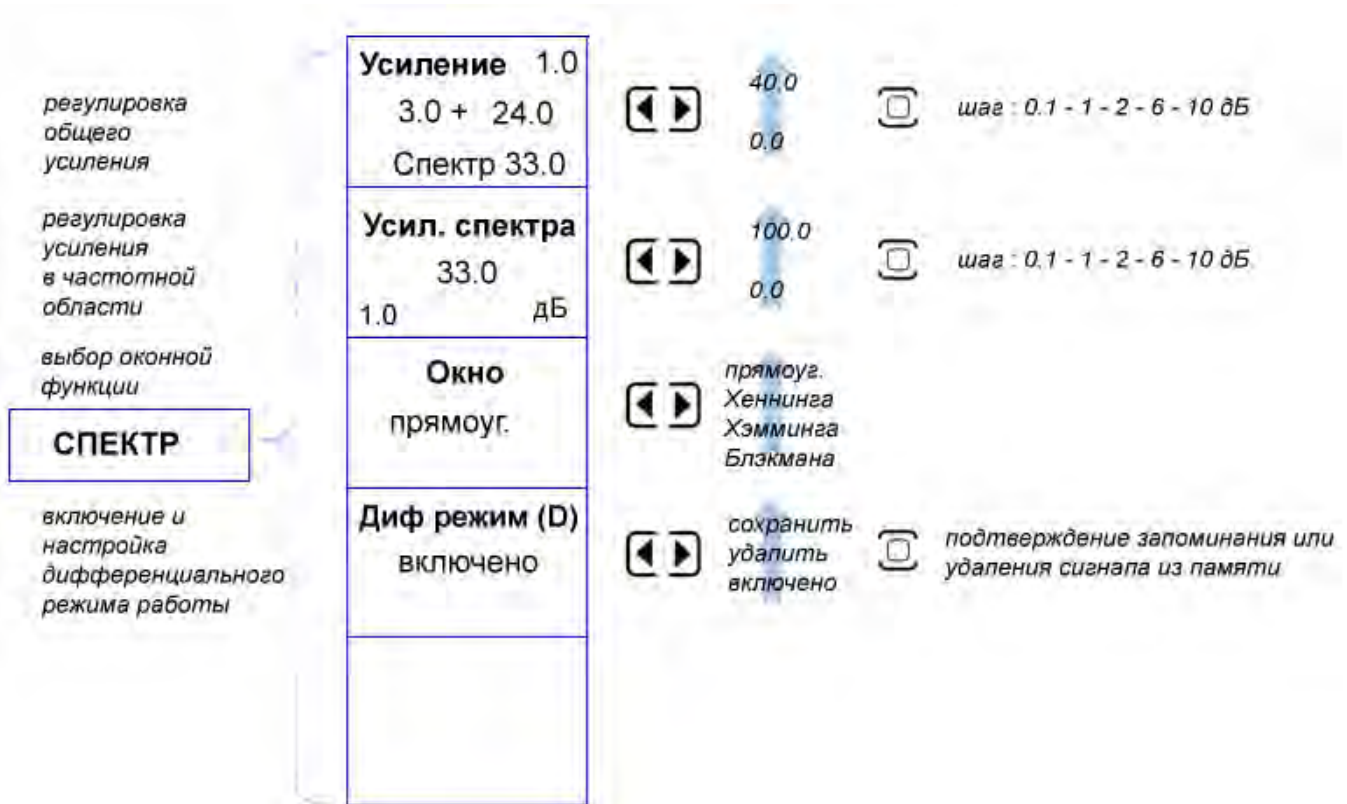 регулировка
общего
усиления
Усиление 1.0
3.0 + 24.0
Спектр 33.0
40.0
0.0
шаг : 0.1 - 1 - 2 - 6 - 10 дБ
регулировка
усиления
в частотной
области
Усил. спектра
33.0
1.0 дБ
100.0
0.0
шаг : 0.1 - 1 - 2 - 6 - 10 дБ
выбор оконной
функции
Окно
прямоуг.
прямоуг.
Хеннинга
Хэмминга
Блэкмана
СПЕКТР
включение и
настройка
дифференциального
режима работы
Диф режим (D)
включено
сохранить
удалить
включено
подтверждение запоминания или
удаления сигнала из памяти